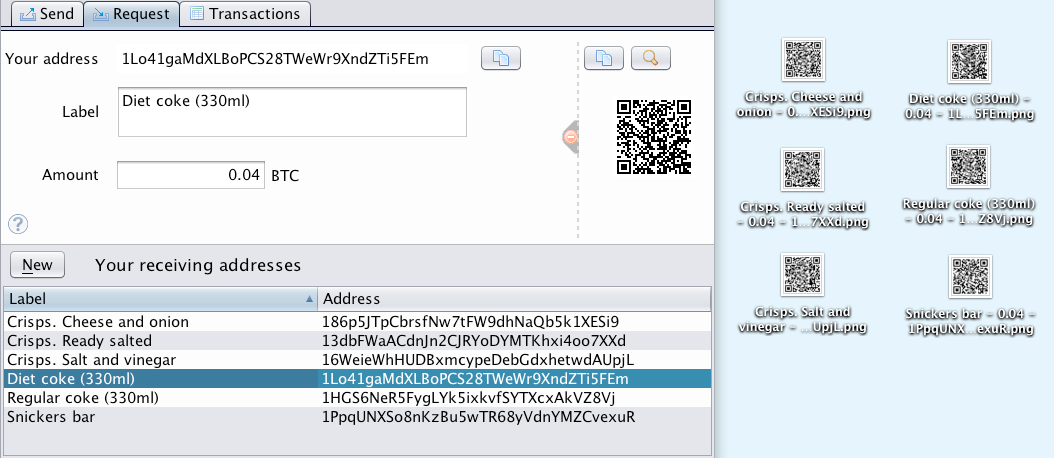 Send Request Transactions
Your address 1Lo41gaMdXLBoPCS28TWeWr9XndZTi5FEm
Label Diet coke (330ml)
Amount 0.04 BTC
?
New Your receiving addresses
Label Address
Crisps. Cheese and onion 186p5JTpCbrsfNw7tFW9dhNaQb5k1XESi9
Crisps. Ready salted 13dbFWaACdnJn2CJRYoDYMTKhxi4oo7XXd
Crisps. Salt and vinegar 16WeieWhHUDBxmcypeDebGdxhetwdAUpjL
Diet coke (330ml) 1Lo41gaMdXLBoPCS28TWeWr9XndZTi5FEm
Regular coke (330ml) 1HGS6NeR5FygLYk5ixkvfSYTXcxAkVZ8Vj
Snickers bar 1PpqUNXSo8nKzBu5wTR68yVdnYMZCvexuR
Crisps. Cheese and
onion - 0....XESi9.png
Diet coke (330ml) -
0.04 - 1L...5FEm.png
Crisps. Ready salted
- 0.04 - 1...7XXd.png
Regular coke (330ml)
- 0.04 - 1...Z8Vj.png
Crisps. Salt and
vinegar - ...UpjL.png
Snickers bar - 0.04 -
1PpqUNX...exuR.png